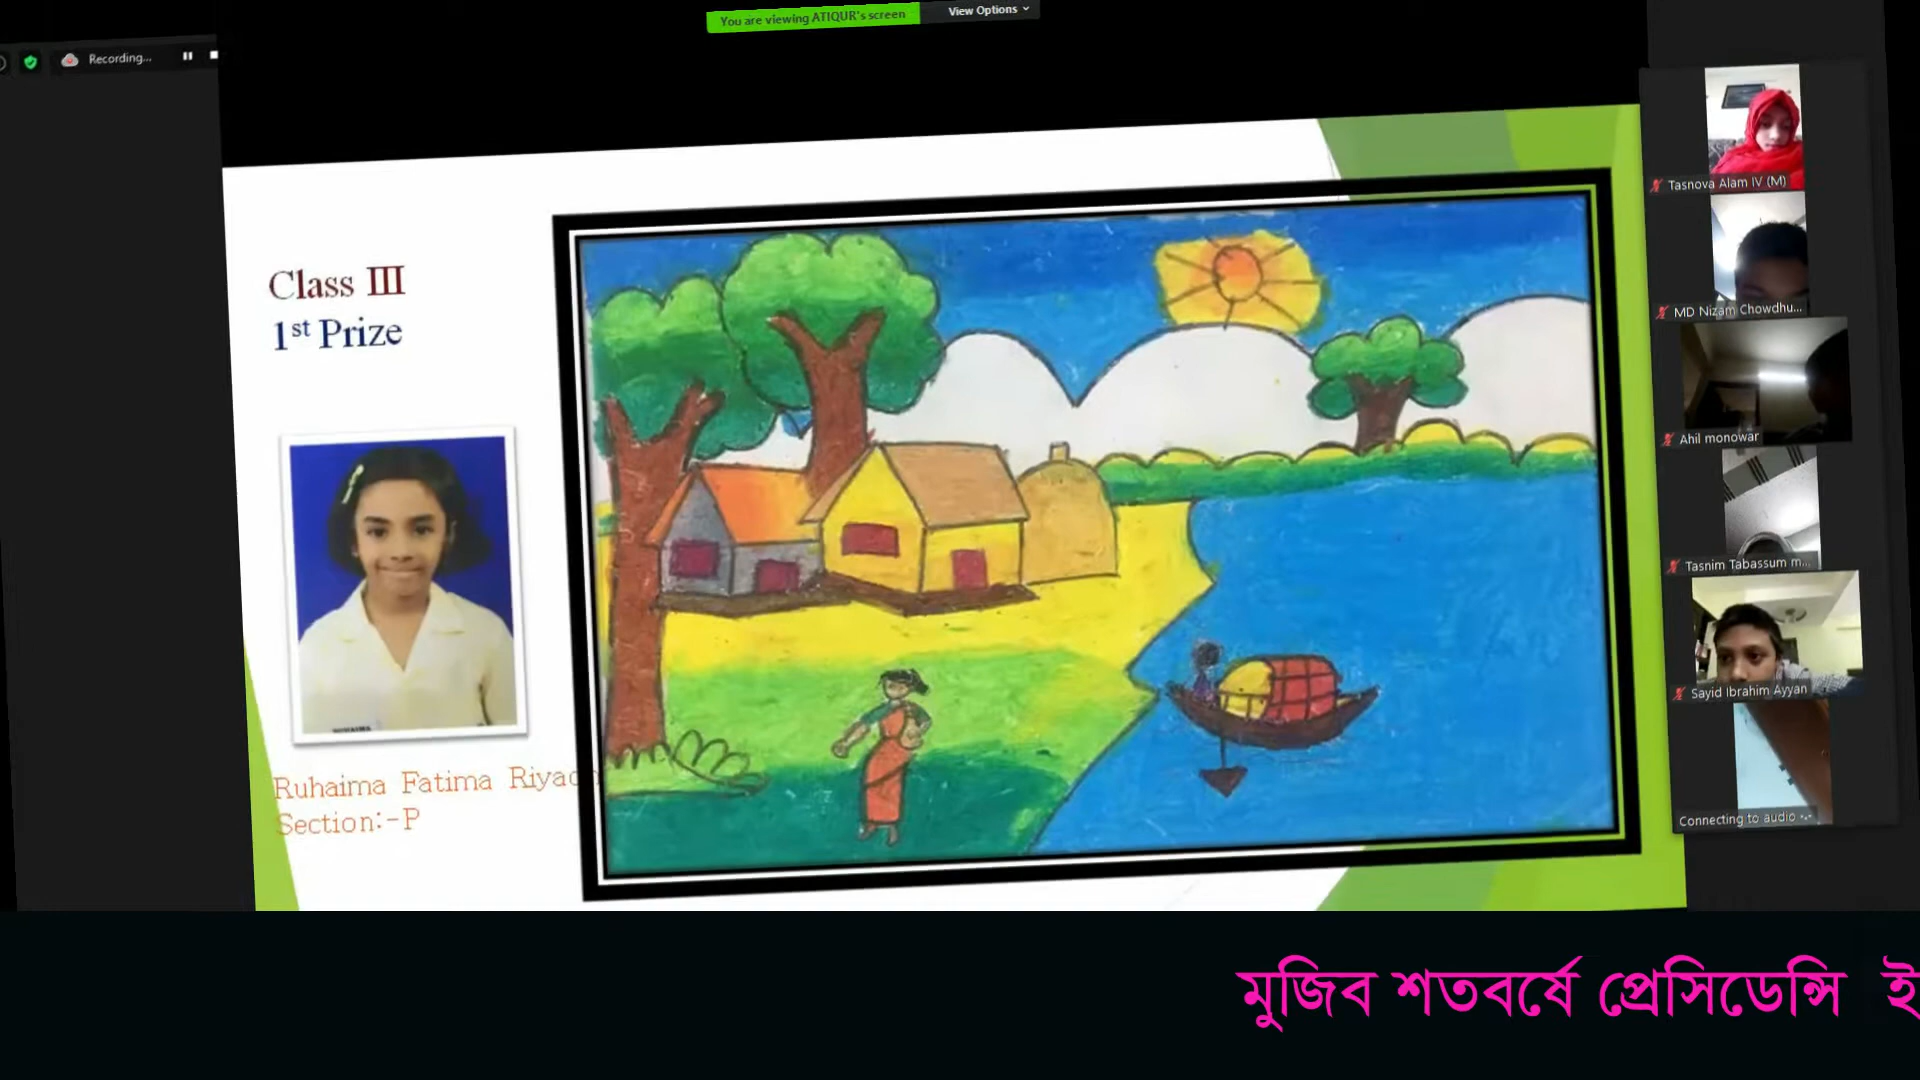 You are viewing ATIQUR's screen
View Options
Recording...
Class III
1st Prize
Ruhaima Fatima
Section:-P
Tasnova Alam IV (M)
MD Nizam Chowdhu...
Ahil monowar
Tasnim Tabassum m...
Sayid Ibrahim Ayyan
Connecting to audio
মুজিব শতবর্ষে প্রেসিডেন্সি ই